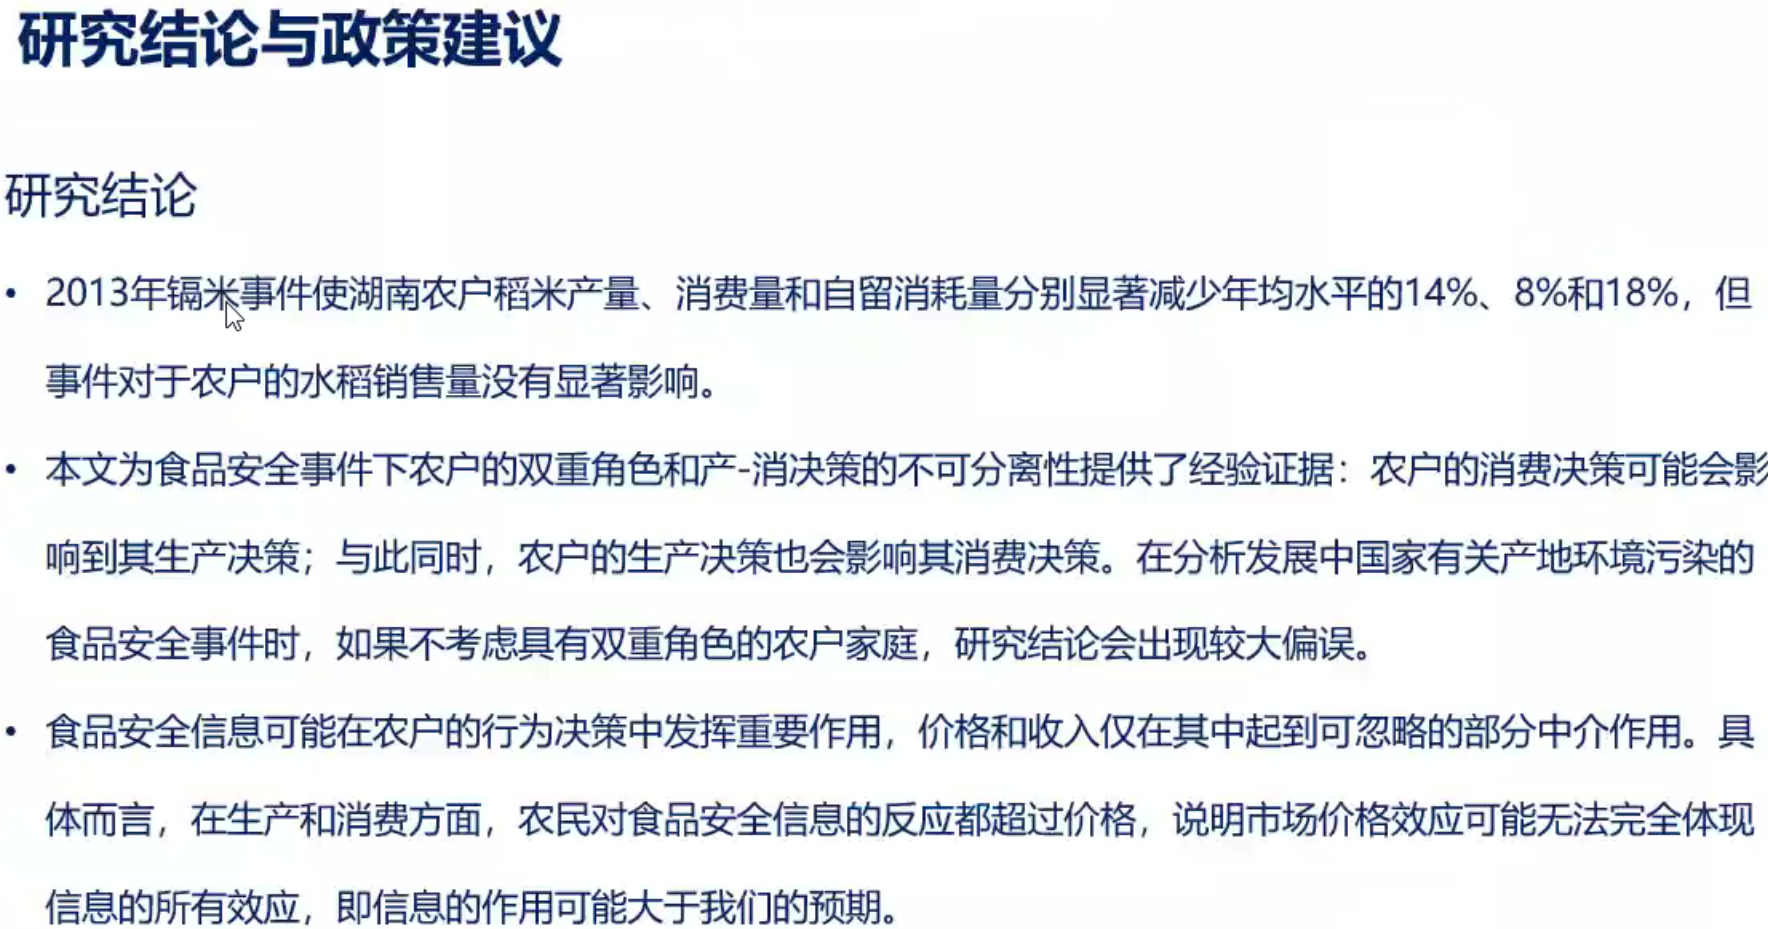 研究结论与政策建议
研究结论
• 2013年镉米事件使湖南农户稻米产量、消费量和自留消耗量分别显著减少年均水平的14%、8%和18%，但
事件对于农户的水稻销售量没有显著影响。
• 本文为食品安全事件下农户的双重角色和产-消决策的不可分离性提供了经验证据：农户的消费决策可能会影
响到其生产决策；与此同时，农户的生产决策也会影响其消费决策。在分析发展中国家有关产地环境污染的
食品安全事件时，如果不考虑具有双重角色的农户家庭，研究结论会出现较大偏误。
• 食品安全信息可能在农户的行为决策中发挥重要作用，价格和收入仅在其中起到可忽略的部分中介作用。具
体而言，在生产和消费方面，农民对食品安全信息的反应都超过价格，说明市场价格效应可能无法完全体现
信息的所有效应，即信息的作用可能大于我们的预期。